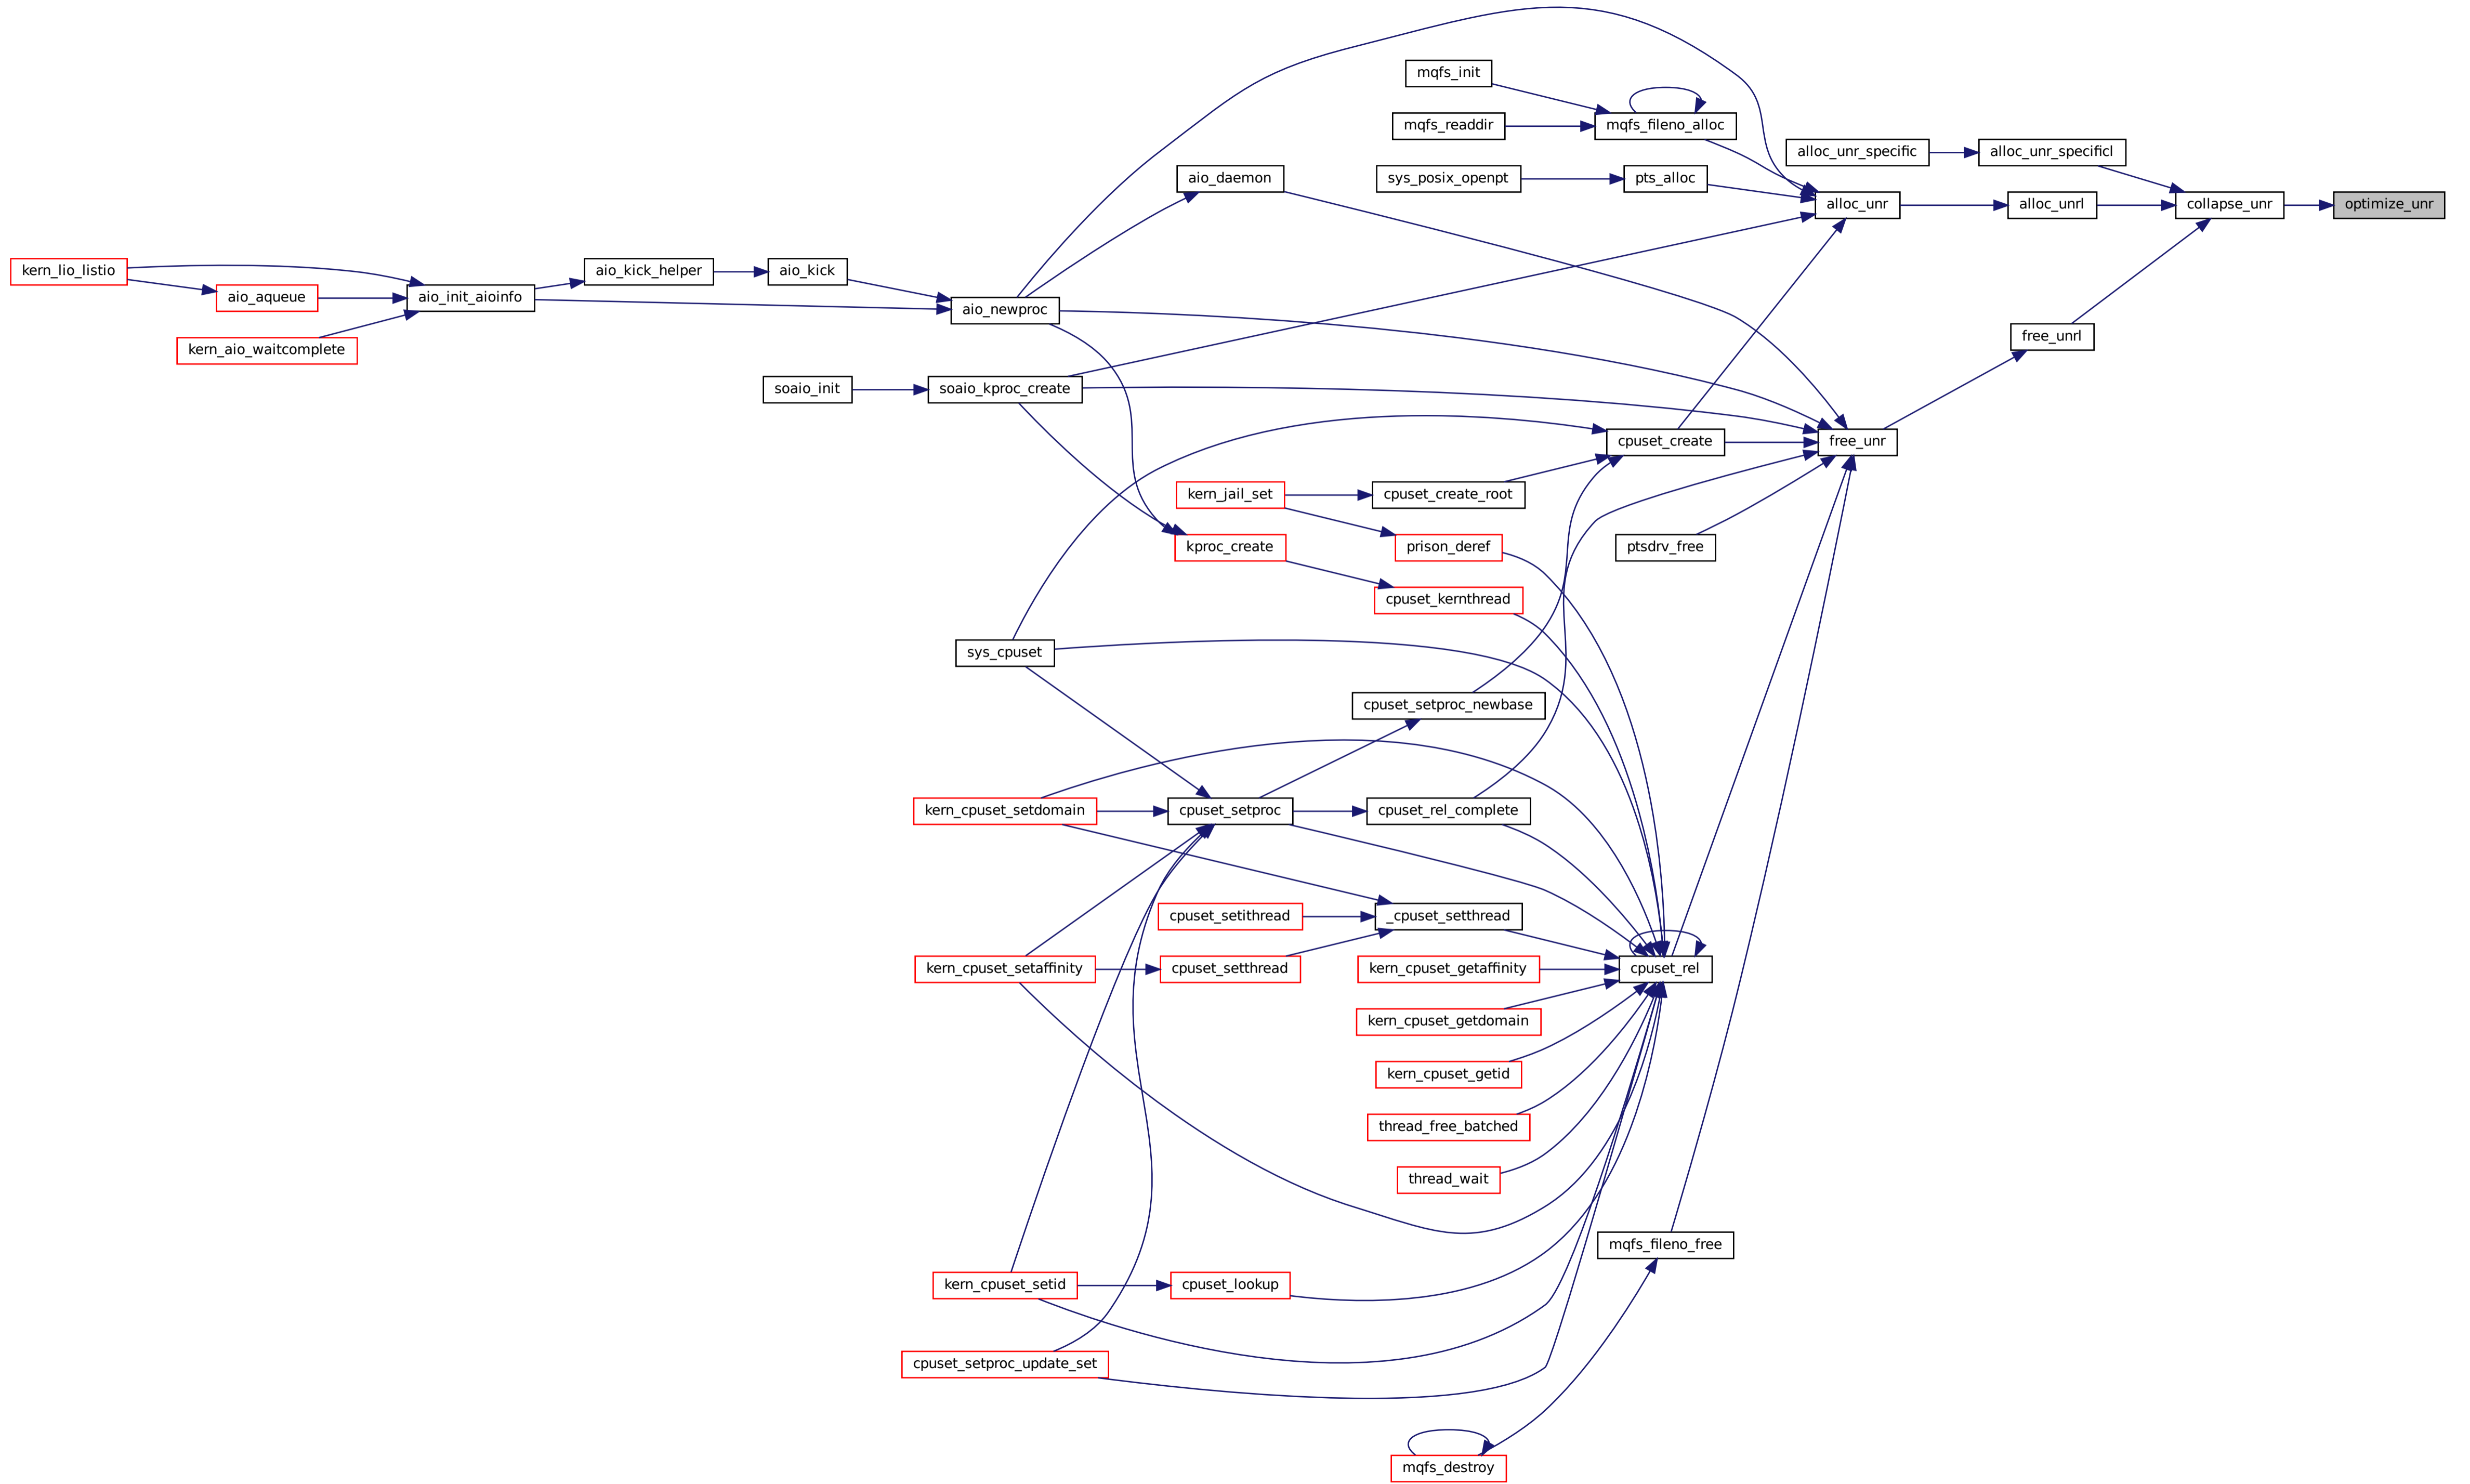 mqfs_init
mqfs_readdir
mqfs_fileno_alloc
alloc_unr_specific
alloc_unr_specificl
aio_daemon
sys_posix_openpt
pts_alloc
alloc_unr
alloc_unrl
collapse_unr
optimize_unr
kern_lio_listio
aio_aqueue
aio_init_aioinfo
aio_kick_helper
aio_kick
aio_newproc
kern_aio_waitcomplete
free_unrl
soaio_init
soaio_kproc_create
cpuset_create
free_unr
kern_jail_set
cpuset_create_root
kproc_create
prison_deref
ptsdrv_free
cpuset_kernthread
sys_cpuset
cpuset_setproc_newbase
kern_cpuset_setdomain
cpuset_setproc
cpuset_rel_complete
cpuset_setithread
_cpuset_setthread
kern_cpuset_setaffinity
cpuset_setthread
kern_cpuset_getaffinity
cpuset_rel
kern_cpuset_getdomain
kern_cpuset_getid
thread_free_batched
thread_wait
mqfs_fileno_free
kern_cpuset_setid
cpuset_lookup
cpuset_setproc_update_set
mqfs_destroy